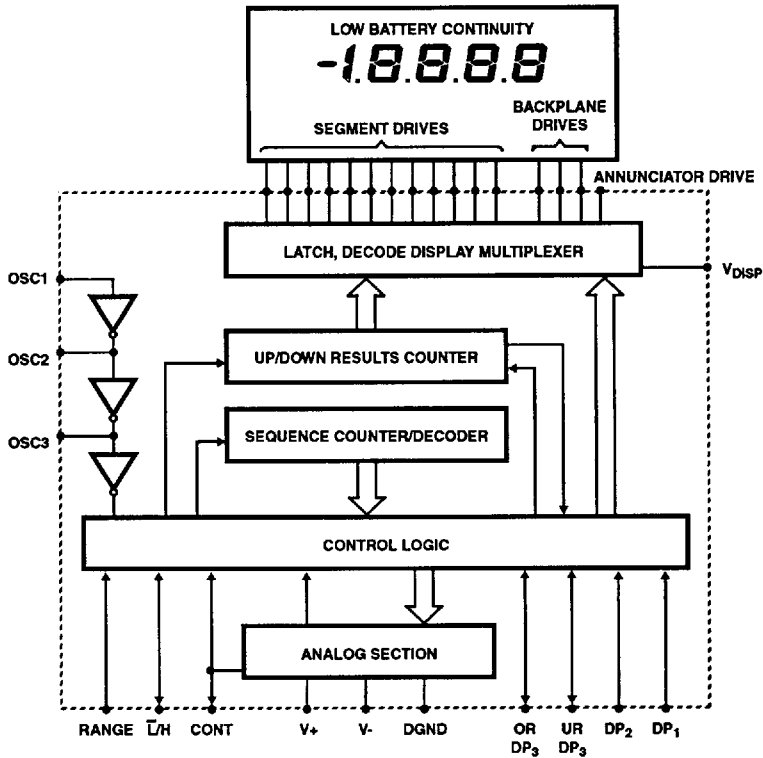 LOW BATTERY CONTINUITY
-1.8.8.8.8
BACKPLANE
DRIVES
SEGMENT DRIVES
ANNUNCIATOR DRIVE
LATCH, DECODE DISPLAY MULTIPLEXER
VDISP
OSC1
OSC2
OSC3
UP/DOWN RESULTS COUNTER
SEQUENCE COUNTER/DECODER
CONTROL LOGIC
ANALOG SECTION
RANGE L̅/H CONT V+ V- DGND OR UR DP2 DP1
DP3 DP3